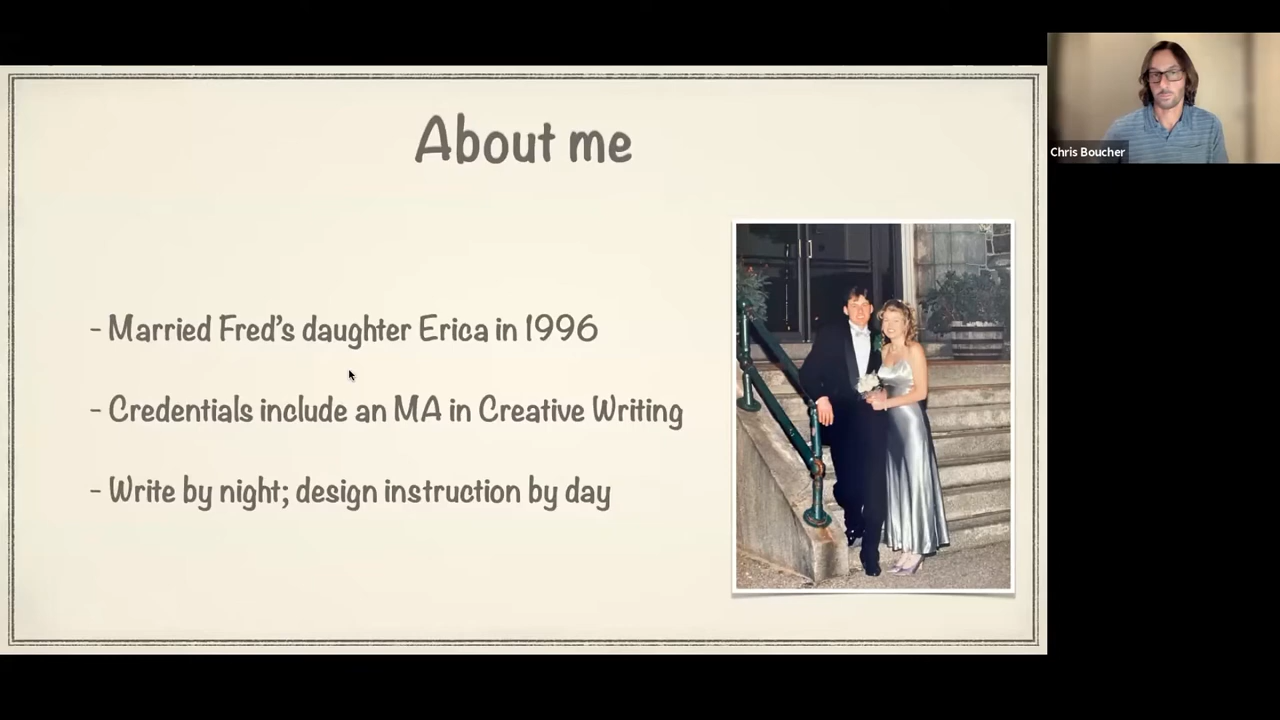 About me
Chris Boucher
- Married Fred's daughter Erica in 1996
- Credentials include an MA in Creative Writing
- Write by night; design instruction by day